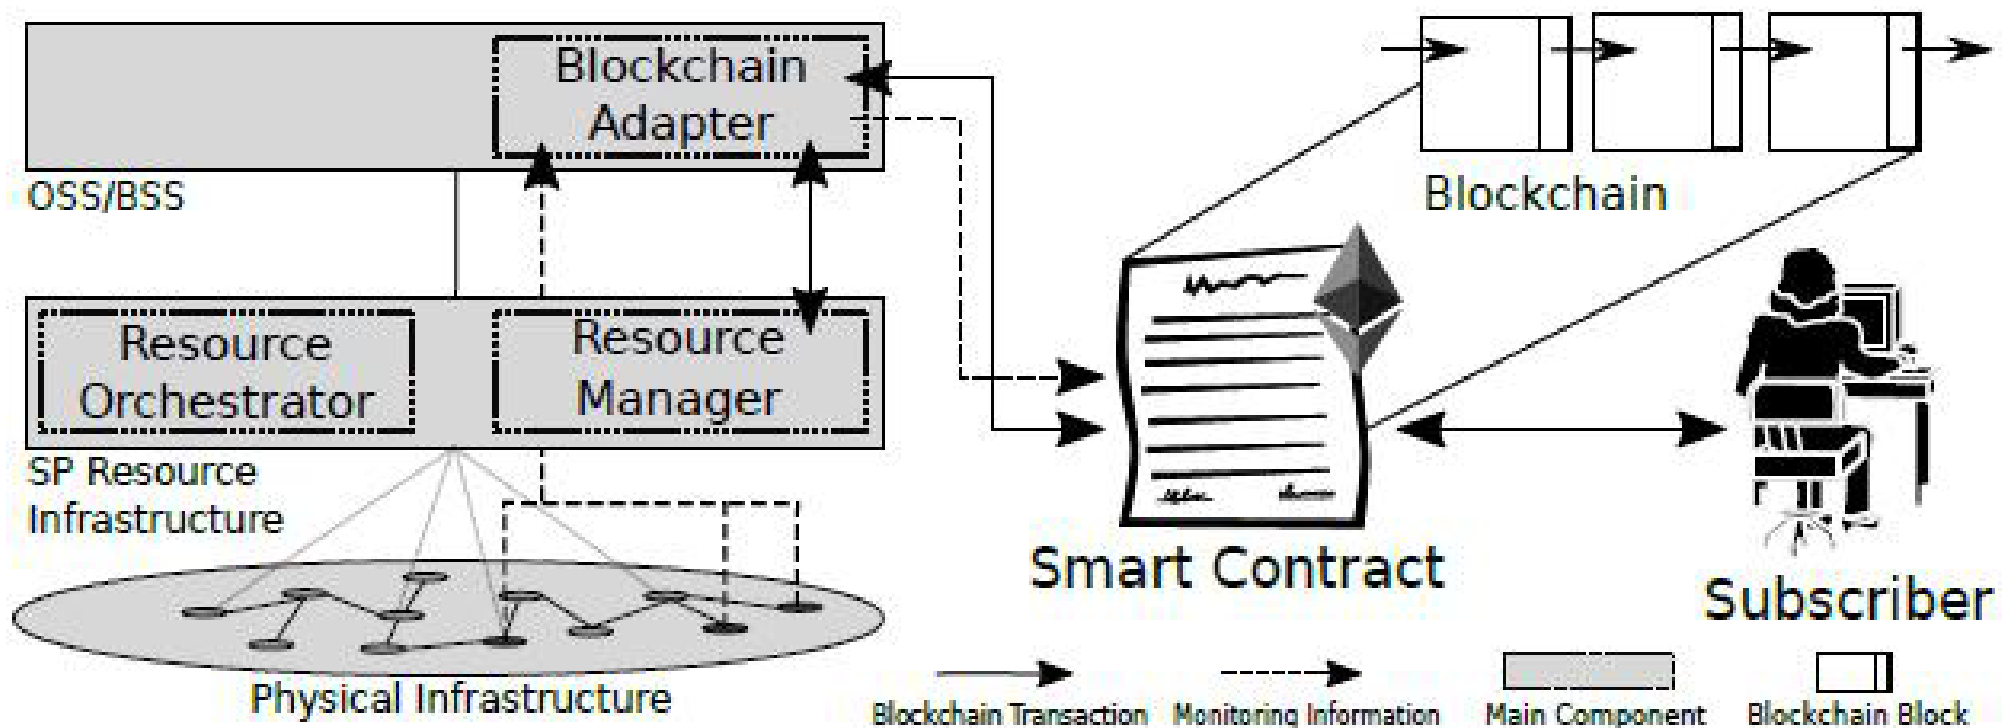 Blockchain
Adapter
OSS/BSS
Blockchain
Resource
Orchestrator
Resource
Manager
SP Resource
Infrastructure
Physical Infrastructure
Smart Contract
Subscriber
Blockchain Transaction
Monitoring Information
Main Component
Blockchain Block